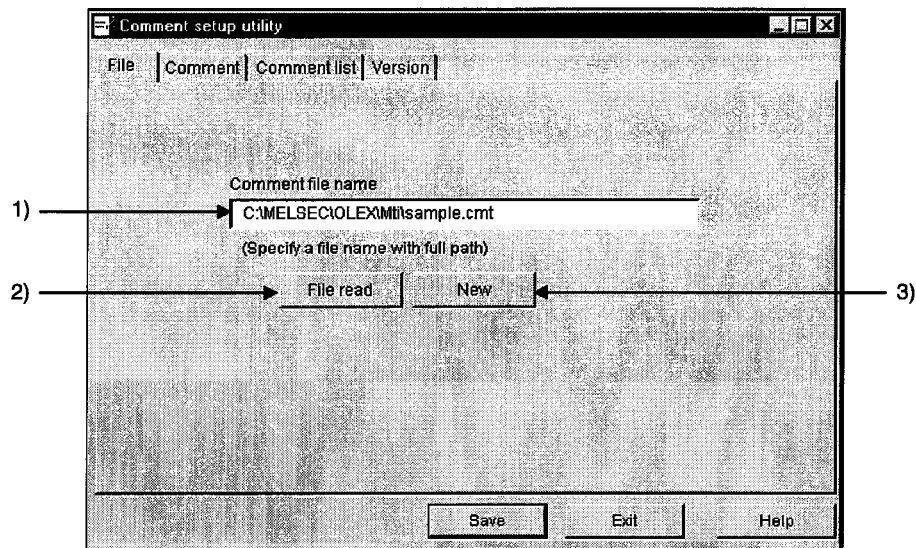 Comment setup utility
File Comment Comment list Version
Comment file name
1) C:\MELSEC\OLEX\Mti\sample.cmt
(Specify a file name with full path)
2) File read New 3)
Save Exit Help